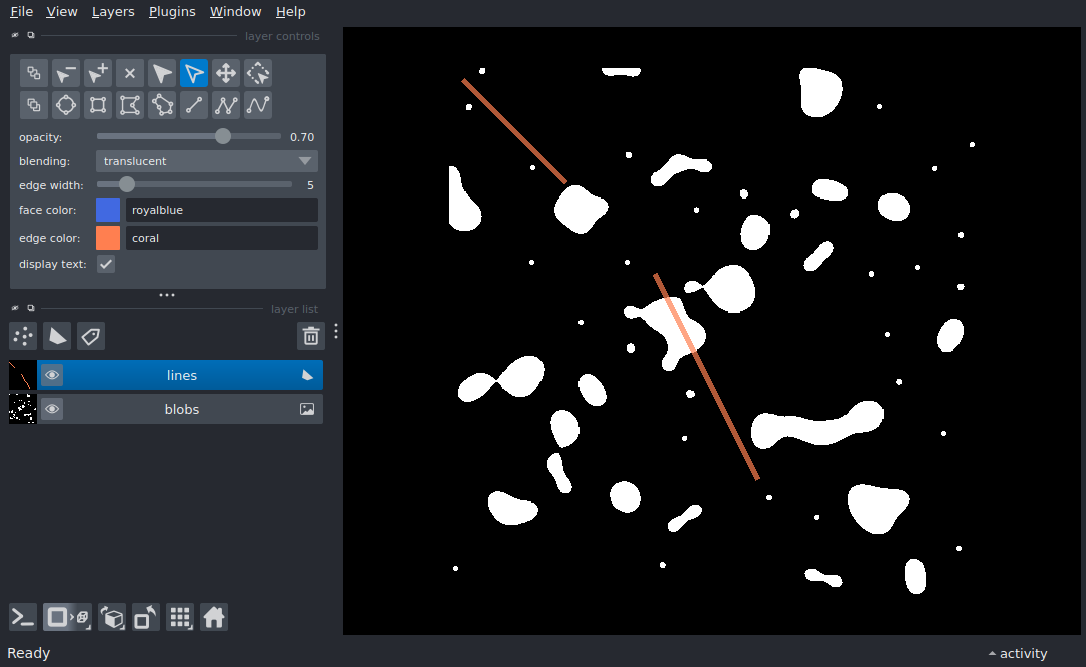 File View Layers Plugins Window Help
layer controls
opacity: 0.70
blending: translucent
edge width: 5
face color: royalblue
edge color: coral
display text:
layer list
lines
blobs
Ready
activity